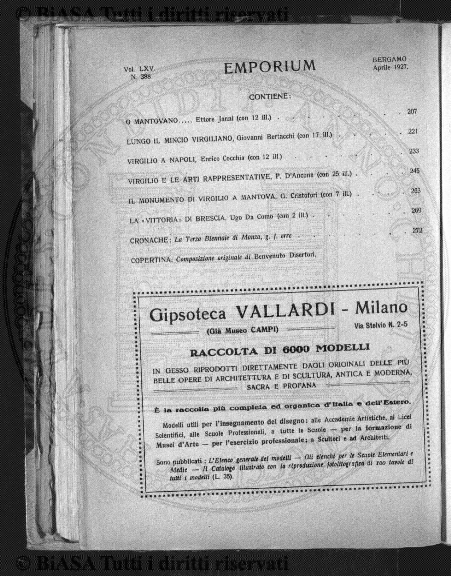 © BiASA Tutti i diritti riservati
Vol. LXV.
N. 388
EMPORIUM
BERGAMO
Aprile 1927.
CONTIENE:
O MANTOVANO.... Ettore Janni (con 12 ill.) 207
LUNGO IL MINCIO VIRGILIANO, Giovanni Bertacchi (con 17 ill.) 221
VIRGILIO A NAPOLI, Enrico Cocchia (con 12 ill.) 233
VIRGILIO E LE ARTI RAPPRESENTATIVE, P. D'Ancona (con 25 ill.) 245
IL MONUMENTO DI VIRGILIO A MANTOVA, G. Cristofori (con 7 ill.) 263
LA «VITTORIA» DI BRESCIA, Ugo Da Como (con 2 ill.) 269
CRONACHE: La Terza Biennale di Monza, g. f. erre 272
COPERTINA, Composizione originale di Benvenuto Disertori.
Gipsoteca VALLARDI - Milano
(Già Museo CAMPI)
Via Stelvio N. 2-5
RACCOLTA DI 6000 MODELLI
IN GESSO RIPRODOTTI DIRETTAMENTE DAGLI ORIGINALI DELLE PIÙ
BELLE OPERE DI ARCHITETTURA E DI SCULTURA, ANTICA E MODERNA,
SACRA E PROFANA
È la raccolta più completa ed organica d'Italia e dell'Estero.
Modelli utili per l'insegnamento del disegno: alle Accademie Artistiche, ai Licei
Scientifici, alle Scuole Professionali, a tutte le Scuole — per la formazione di
Musei d'Arte — per l'esercizio professionale; a Scultori e ad Architetti.
Sono pubblicati: L'Elenco generale dei modelli — Gli elenchi per le Scuole Elementari e
Medie — Il Catalogo illustrato con la riproduzione fotolitografica di 100 tavole di
tutti i modelli (L. 35).
© BiASA Tutti i diritti riservati